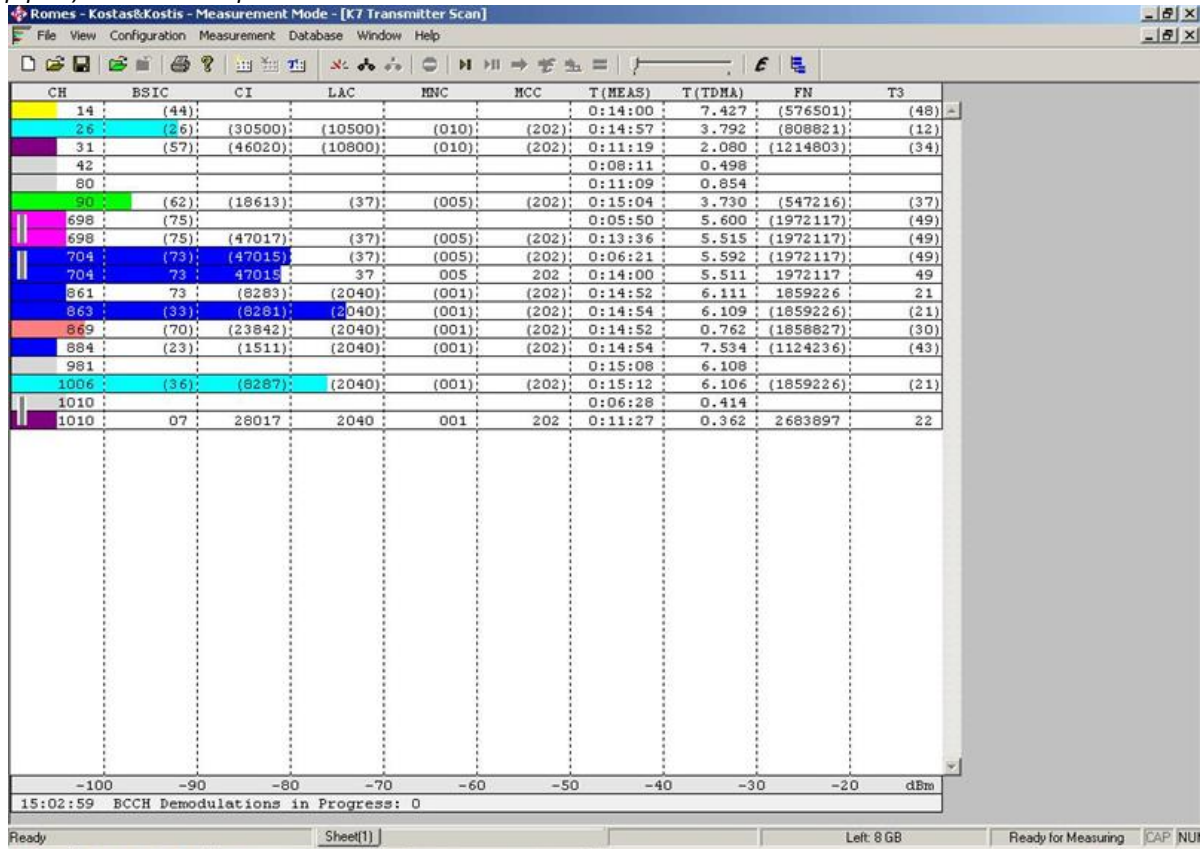 Romes - Kostas&Kostis - Measurement Mode - [K7 Transmitter Scan]
File View Configuration Measurement Database Window Help
CH BSIC CI LAC MNC MCC T(MEAS) T(TDMA) FN T3
14 (44) 0:14:00 7.427 (576501) (48)
26 (26) (30500) (10500) (010) (202) 0:14:57 3.792 (808821) (12)
31 (57) (46020) (10800) (010) (202) 0:11:19 2.080 (1214803) (34)
42 0:08:11 0.498
80 0:11:09 0.854
90 (62) (18613) (37) (005) (202) 0:15:04 3.730 (547216) (37)
698 (75) 0:05:50 5.600 (1972117) (49)
698 (75) (47017) (37) (005) (202) 0:13:36 5.515 (1972117) (49)
704 (73) (47015) (37) (005) (202) 0:06:21 5.592 (1972117) (49)
704 73 47015 37 005 202 0:14:00 5.511 1972117 49
861 73 (8283) (2040) (001) (202) 0:14:52 6.111 1859226 21
863 (33) (8281) (2040) (001) (202) 0:14:54 6.109 (1859226) (21)
869 (70) (23842) (2040) (001) (202) 0:14:52 0.762 (1858827) (30)
884 (23) (1511) (2040) (001) (202) 0:14:54 7.534 (1124236) (43)
981 0:15:08 6.108
1006 (36) (8287) (2040) (001) (202) 0:15:12 6.106 (1859226) (21)
1010 0:06:28 0.414
1010 07 28017 2040 001 202 0:11:27 0.362 2683897 22
-100 -90 -80 -70 -60 -50 -40 -30 -20 dBm
15:02:59 BCCH Demodulations in Progress: 0
Ready Sheet(1) Left: 8 GB Ready for Measuring CAP NU